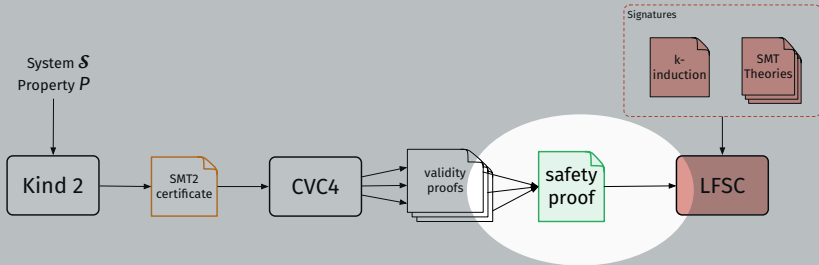 Signatures
k-
induction
SMT
Theories
System 𝓢
Property P
Kind 2
SMT2
certificate
CVC4
validity
proofs
safety
proof
LFSC